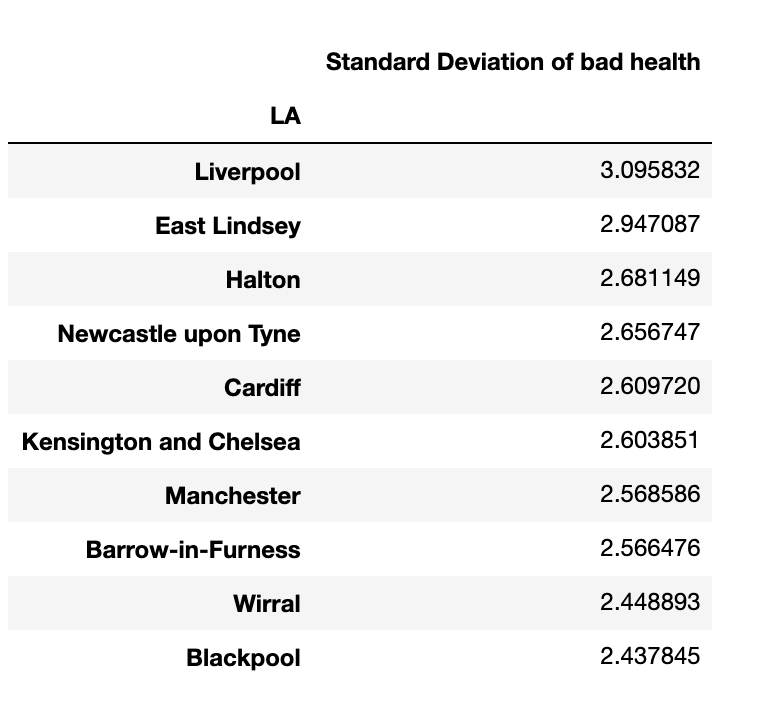 Standard Deviation of bad health
LA
Liverpool 3.095832
East Lindsey 2.947087
Halton 2.681149
Newcastle upon Tyne 2.656747
Cardiff 2.609720
Kensington and Chelsea 2.603851
Manchester 2.568586
Barrow-in-Furness 2.566476
Wirral 2.448893
Blackpool 2.437845